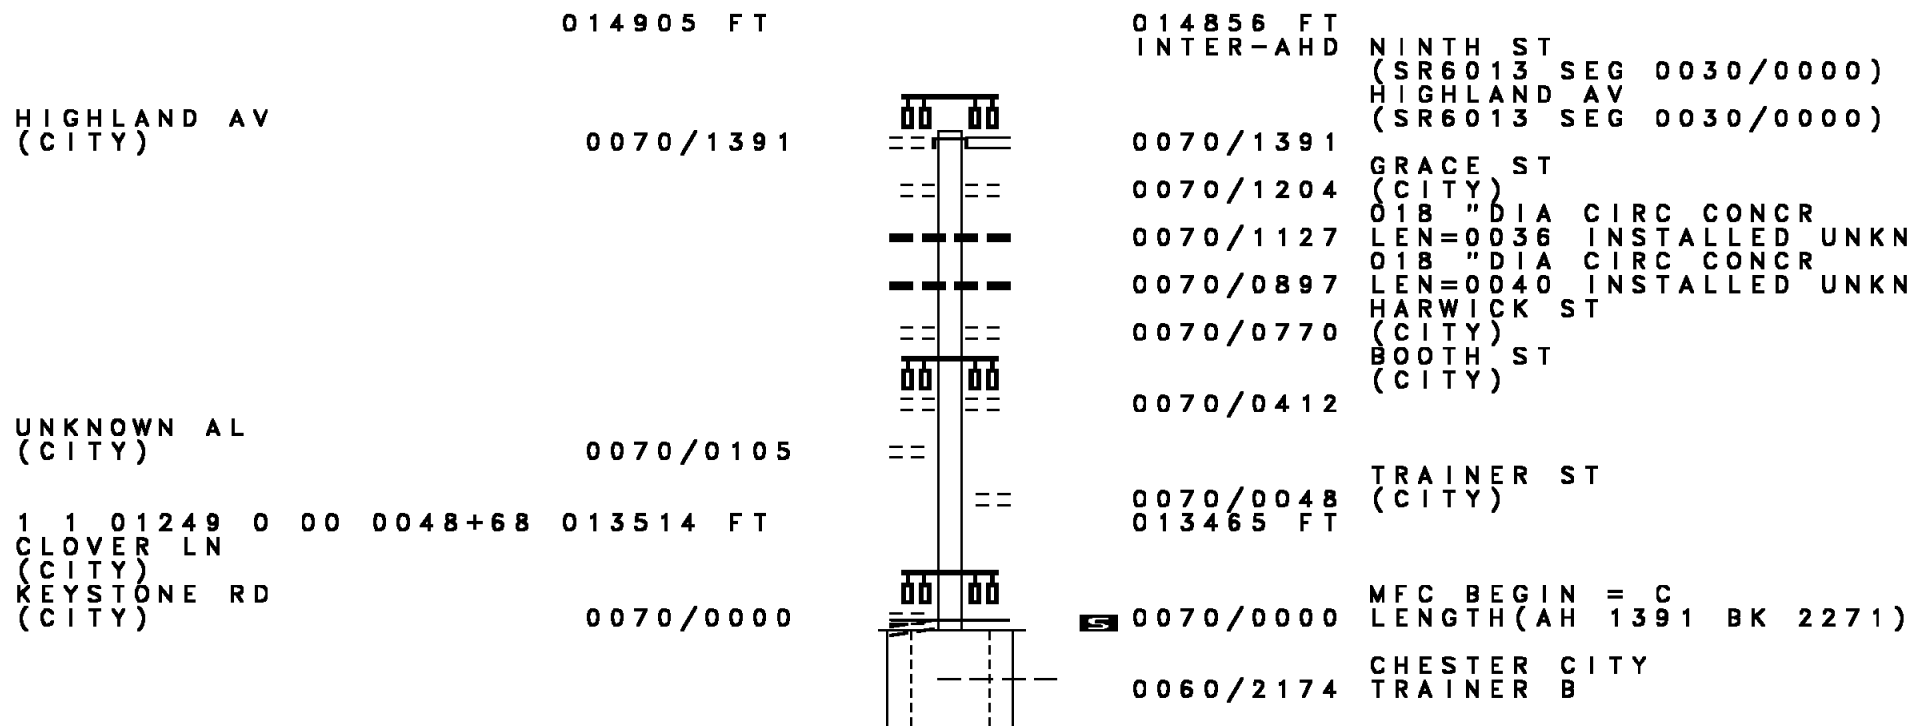 014905 FT 014856 FT
INTER-AHD NINTH ST
(SR6013 SEG 0030/0000)
HIGHLAND AV
HIGHLAND AV (SR6013 SEG 0030/0000)
(CITY) 0070/1391 0070/1391
GRACE ST
0070/1204 (CITY)
018 "DIA CIRC CONCR
0070/1127 LEN=0036 INSTALLED UNKN
018 "DIA CIRC CONCR
0070/0897 LEN=0040 INSTALLED UNKN
HARWICK ST
0070/0770 (CITY)
BOOTH ST
(CITY)
0070/0412
UNKNOWN AL
(CITY) 0070/0105
TRAINER ST
0070/0048 (CITY)
1 1 01249 0 00 0048+68 013514 FT 013465 FT
CLOVER LN
(CITY)
KEYSTONE RD MFC BEGIN = C
(CITY) 0070/0000 S 0070/0000 LENGTH(AH 1391 BK 2271)
CHESTER CITY
0060/2174 TRAINER B